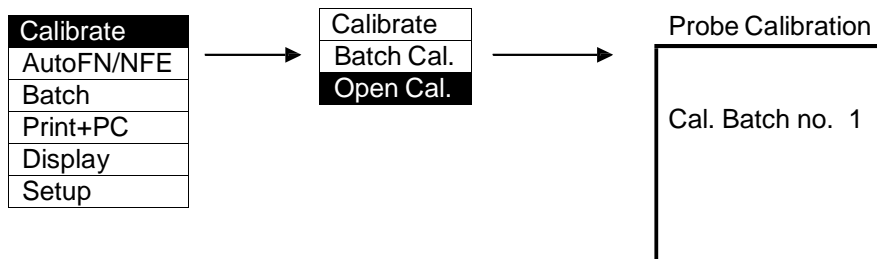 Calibrate
AutoFN/NFE
Batch
Print+PC
Display
Setup
Calibrate
Batch Cal.
Open Cal.
Probe Calibration
Cal. Batch no. 1